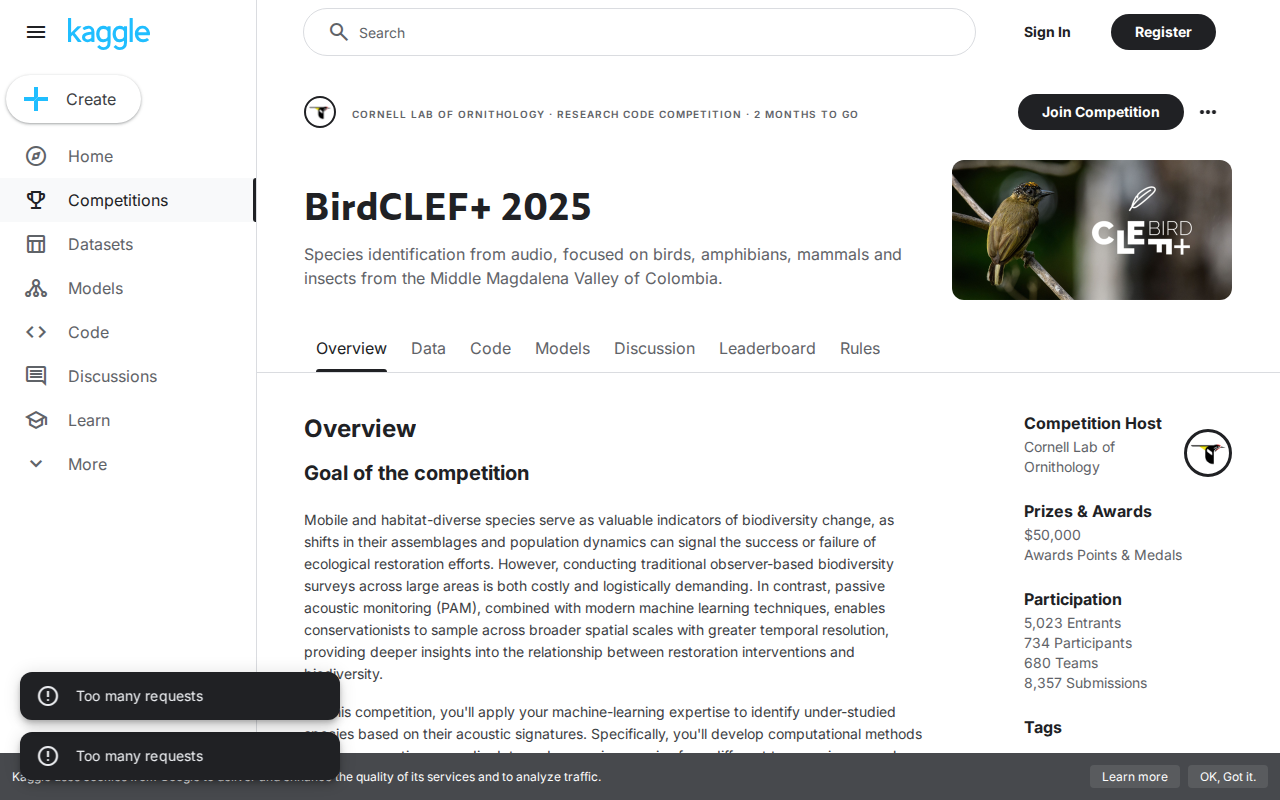 kaggle
Search
Sign In
Register
Create
Home
Competitions
Datasets
Models
Code
Discussions
Learn
More
CORNELL LAB OF ORNITHOLOGY · RESEARCH CODE COMPETITION · 2 MONTHS TO GO
Join Competition
BirdCLEF+ 2025
Species identification from audio, focused on birds, amphibians, mammals and
insects from the Middle Magdalena Valley of Colombia.
BIRD
CLEF+
Overview
Data
Code
Models
Discussion
Leaderboard
Rules
Overview
Goal of the competition
Mobile and habitat-diverse species serve as valuable indicators of biodiversity change, as
shifts in their assemblages and population dynamics can signal the success or failure of
ecological restoration efforts. However, conducting traditional observer-based biodiversity
surveys across large areas is both costly and logistically demanding. In contrast, passive
acoustic monitoring (PAM), combined with modern machine learning techniques, enables
conservationists to sample across broader spatial scales with greater temporal resolution,
providing deeper insights into the relationship between restoration interventions and
biodiversity.
this competition, you'll apply your machine-learning expertise to identify under-studied
species based on their acoustic signatures. Specifically, you'll develop computational methods
Competition Host
Cornell Lab of
Ornithology
Prizes & Awards
$50,000
Awards Points & Medals
Participation
5,023 Entrants
734 Participants
680 Teams
8,357 Submissions
Tags
Too many requests
Too many requests
the quality of its services and to analyze traffic.
Learn more
OK, Got it.